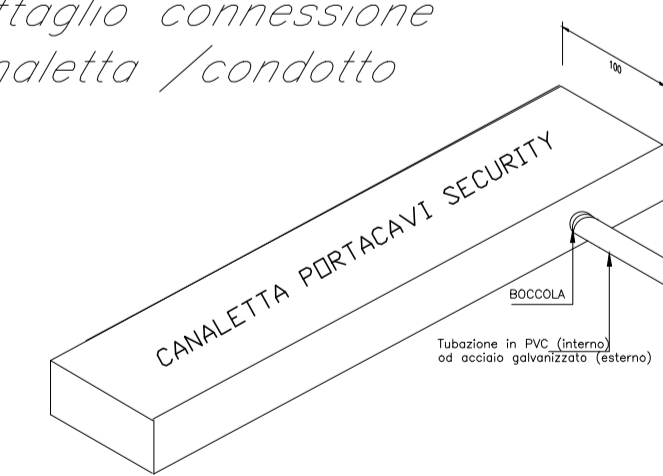 ttaglio connessione
naletta /condotto
100
CANALETTA PORTACAVI SECURITY
BOCCOLA
Tubazione in PVC (interno)
od acciaio galvanizzato (esterno)